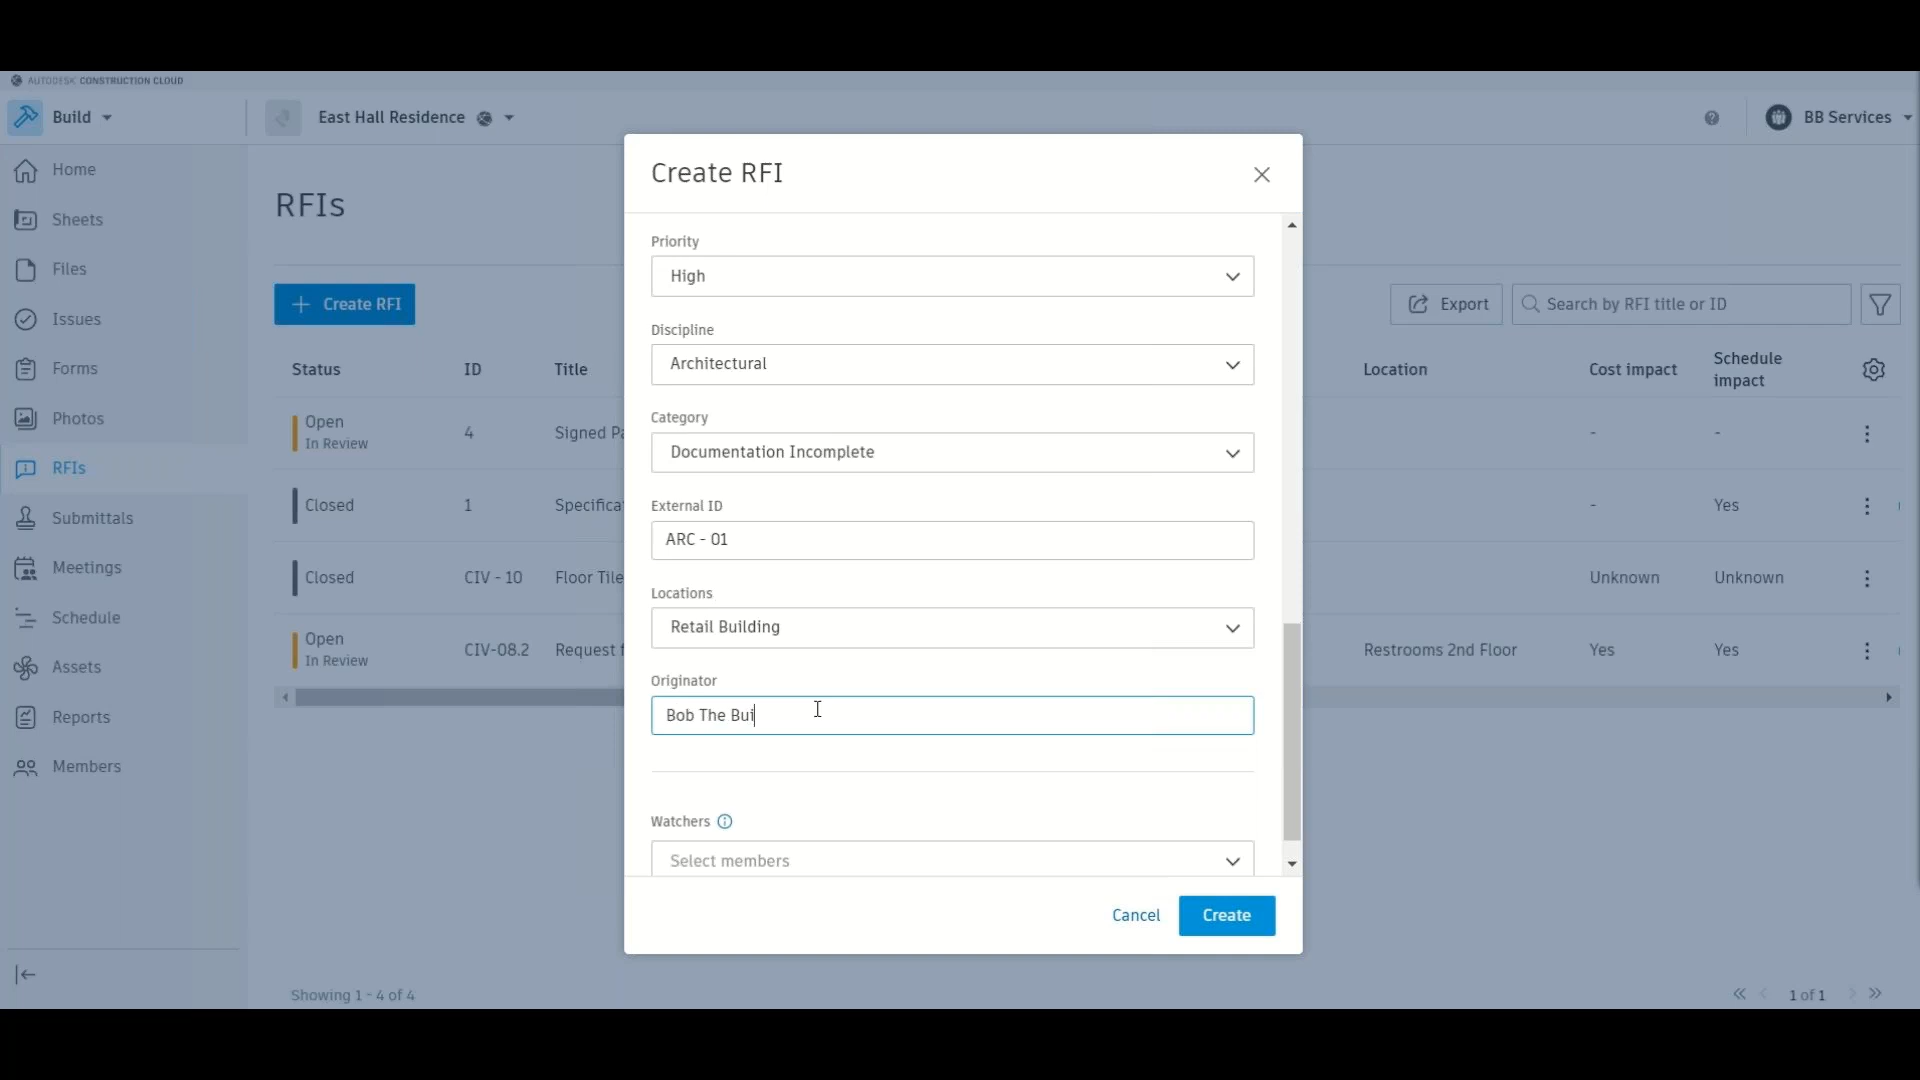 AUTODESK CONSTRUCTION CLOUD
Build
East Hall Residence
BB Services
Home
Sheets
Files
Issues
Forms
Photos
RFIs
Submittals
Meetings
Schedule
Assets
Reports
Members
RFIs
Create RFI
Export
Search by RFI title or ID
Status ID Title Location Cost impact Schedule impact
Open
In Review
4 Signed Pa - -
Closed 1 Specifica - Yes
Closed CIV - 10 Floor Tile Unknown Unknown
Open
In Review
CIV-08.2 Request f Restrooms 2nd Floor Yes Yes
Showing 1 - 4 of 4
1 of 1
Create RFI
Priority
High
Discipline
Architectural
Category
Documentation Incomplete
External ID
ARC - 01
Locations
Retail Building
Originator
Bob The Bui
Watchers
Select members
Cancel
Create